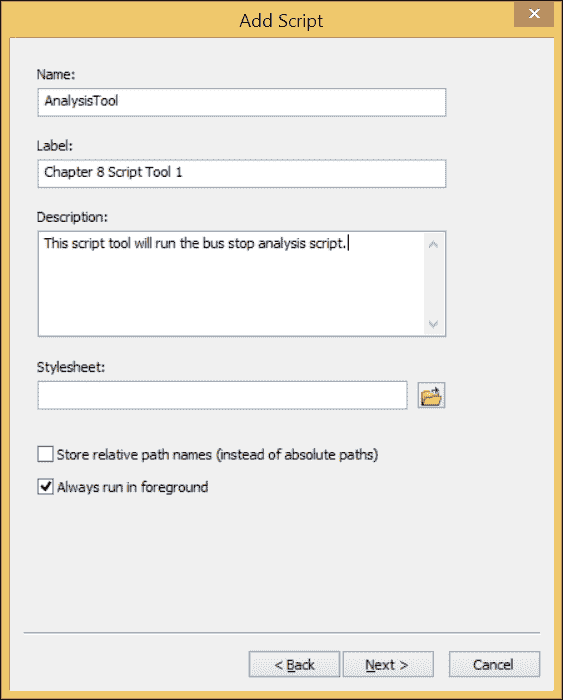 Add Script
Name:
AnalysisTool
Label:
Chapter 8 Script Tool 1
Description:
This script tool will run the bus stop analysis script.
Stylesheet:
Store relative path names (instead of absolute paths)
Always run in foreground
< Back
Next >
Cancel